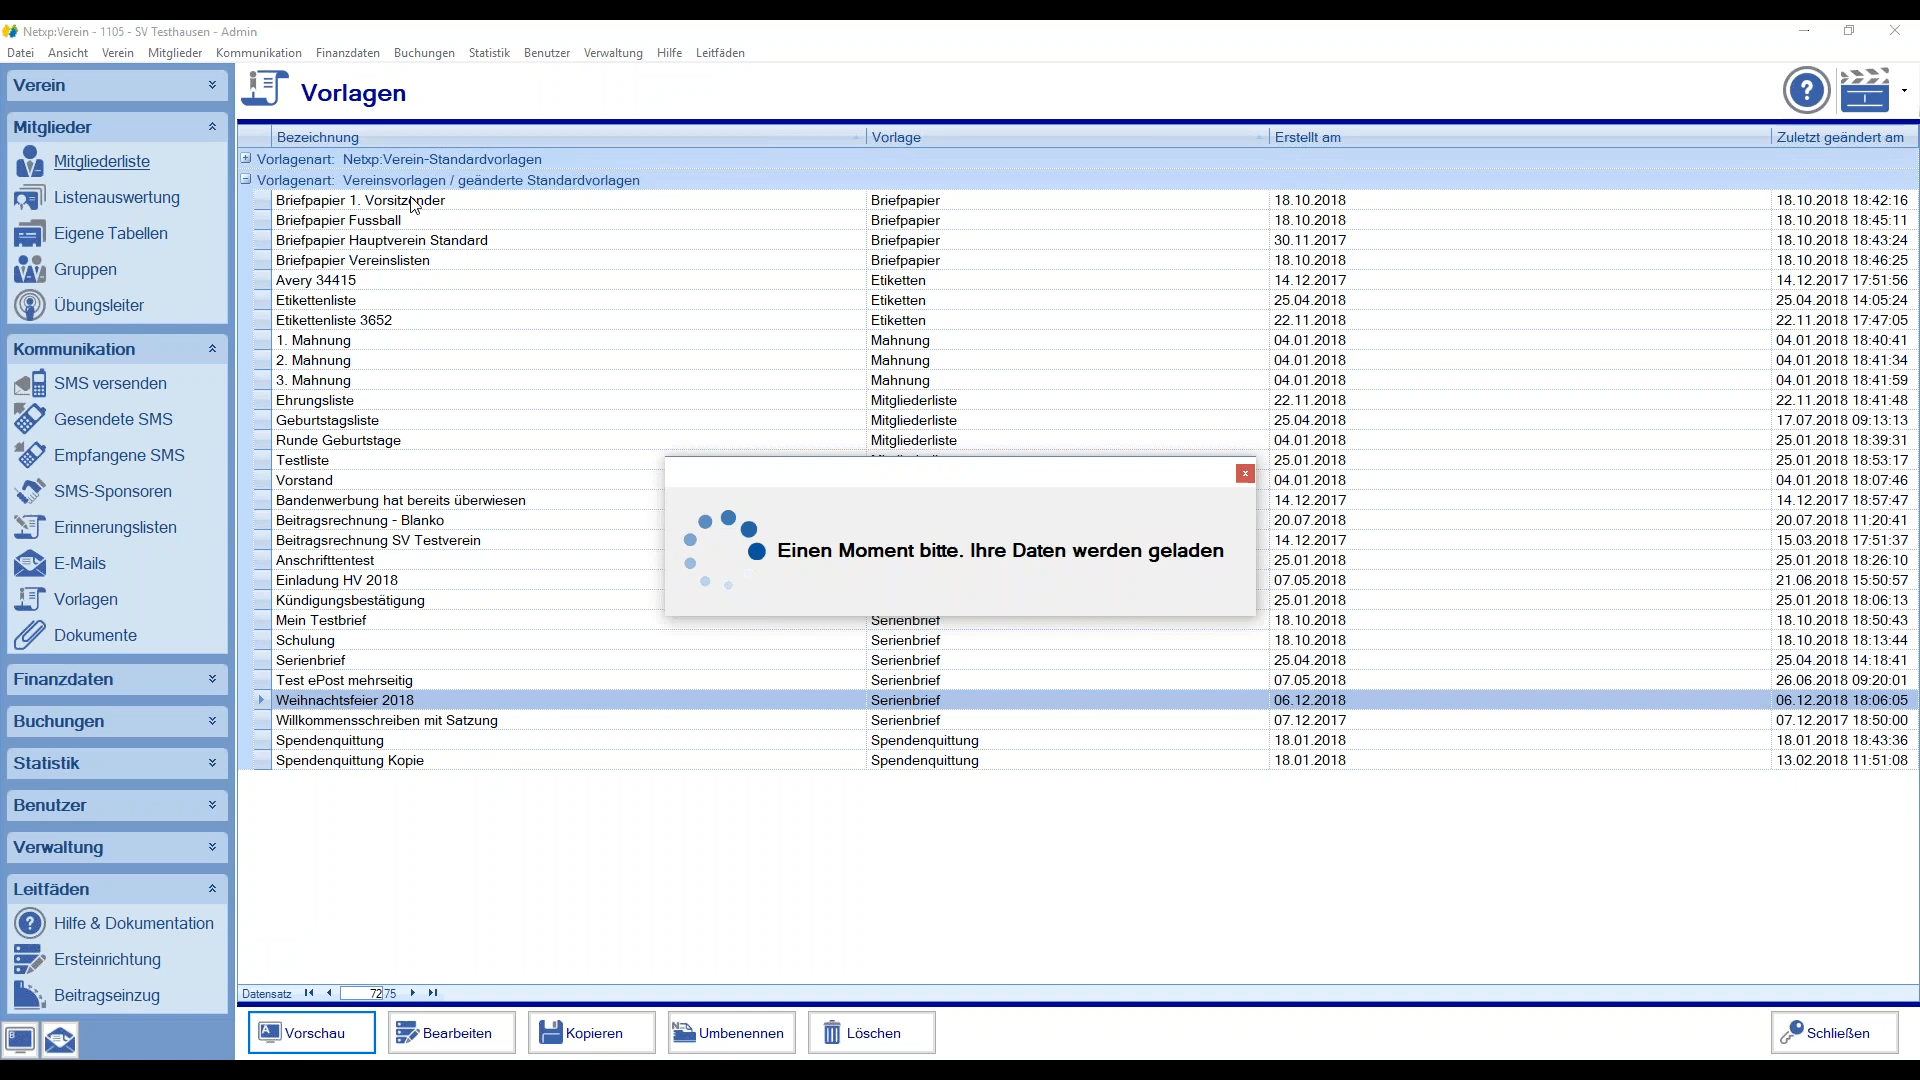 Netxp:Verein - 1105 - SV Testhausen - Admin
Datei Ansicht Verein Mitglieder Kommunikation Finanzdaten Buchungen Statistik Benutzer Verwaltung Hilfe Leitfäden
Verein
Mitglieder
Mitgliederliste
Listenauswertung
Eigene Tabellen
Gruppen
Übungsleiter
Kommunikation
SMS versenden
Gesendete SMS
Empfangene SMS
SMS-Sponsoren
Erinnerungslisten
E-Mails
Vorlagen
Dokumente
Finanzdaten
Buchungen
Statistik
Benutzer
Verwaltung
Leitfäden
Hilfe & Dokumentation
Ersteinrichtung
Beitragseinzug
Vorlagen
Bezeichnung Vorlage Erstellt am Zuletzt geändert am
Vorlagenart: Netxp:Verein-Standardvorlagen
Vorlagenart: Vereinsvorlagen / geänderte Standardvorlagen
Briefpapier 1. Vorsitzender Briefpapier 18.10.2018 18.10.2018 18:42:16
Briefpapier Fussball Briefpapier 18.10.2018 18.10.2018 18:45:11
Briefpapier Hauptverein Standard Briefpapier 30.11.2017 18.10.2018 18:43:24
Briefpapier Vereinslisten Briefpapier 18.10.2018 18.10.2018 18:46:25
Avery 34415 Etiketten 14.12.2017 14.12.2017 17:51:56
Etikettenliste Etiketten 25.04.2018 25.04.2018 14:05:24
Etikettenliste 3652 Etiketten 22.11.2018 22.11.2018 17:47:05
1. Mahnung Mahnung 04.01.2018 04.01.2018 18:40:41
2. Mahnung Mahnung 04.01.2018 04.01.2018 18:41:34
3. Mahnung Mahnung 04.01.2018 04.01.2018 18:41:59
Ehrungsliste Mitgliederliste 22.11.2018 22.11.2018 18:41:48
Geburtstagsliste Mitgliederliste 25.04.2018 17.07.2018 09:13:13
Runde Geburtstage Mitgliederliste 04.01.2018 25.01.2018 18:39:31
Testliste 25.01.2018 25.01.2018 18:53:17
Vorstand 04.01.2018 04.01.2018 18:07:46
Bandenwerbung hat bereits überwiesen 14.12.2017 14.12.2017 18:57:47
Beitragsrechnung - Blanko 20.07.2018 20.07.2018 11:20:41
Beitragsrechnung SV Testverein 14.12.2017 15.03.2018 17:51:37
Anschrifttentest 25.01.2018 25.01.2018 18:26:10
Einladung HV 2018 07.05.2018 21.06.2018 15:50:57
Kündigungsbestätigung 25.01.2018 25.01.2018 18:06:13
Mein Testbrief Serienbrief 18.10.2018 18.10.2018 18:50:43
Schulung Serienbrief 18.10.2018 18.10.2018 18:13:44
Serienbrief Serienbrief 25.04.2018 25.04.2018 14:18:41
Test ePost mehrseitig Serienbrief 07.05.2018 26.06.2018 09:20:01
Weihnachtsfeier 2018 Serienbrief 06.12.2018 06.12.2018 18:06:05
Willkommensschreiben mit Satzung Serienbrief 07.12.2017 07.12.2017 18:50:00
Spendenquittung Spendenquittung 18.01.2018 18.01.2018 18:43:36
Spendenquittung Kopie Spendenquittung 18.01.2018 13.02.2018 11:51:08
Einen Moment bitte. Ihre Daten werden geladen
Datensatz 72/75
Vorschau Bearbeiten Kopieren Umbenennen Löschen Schließen